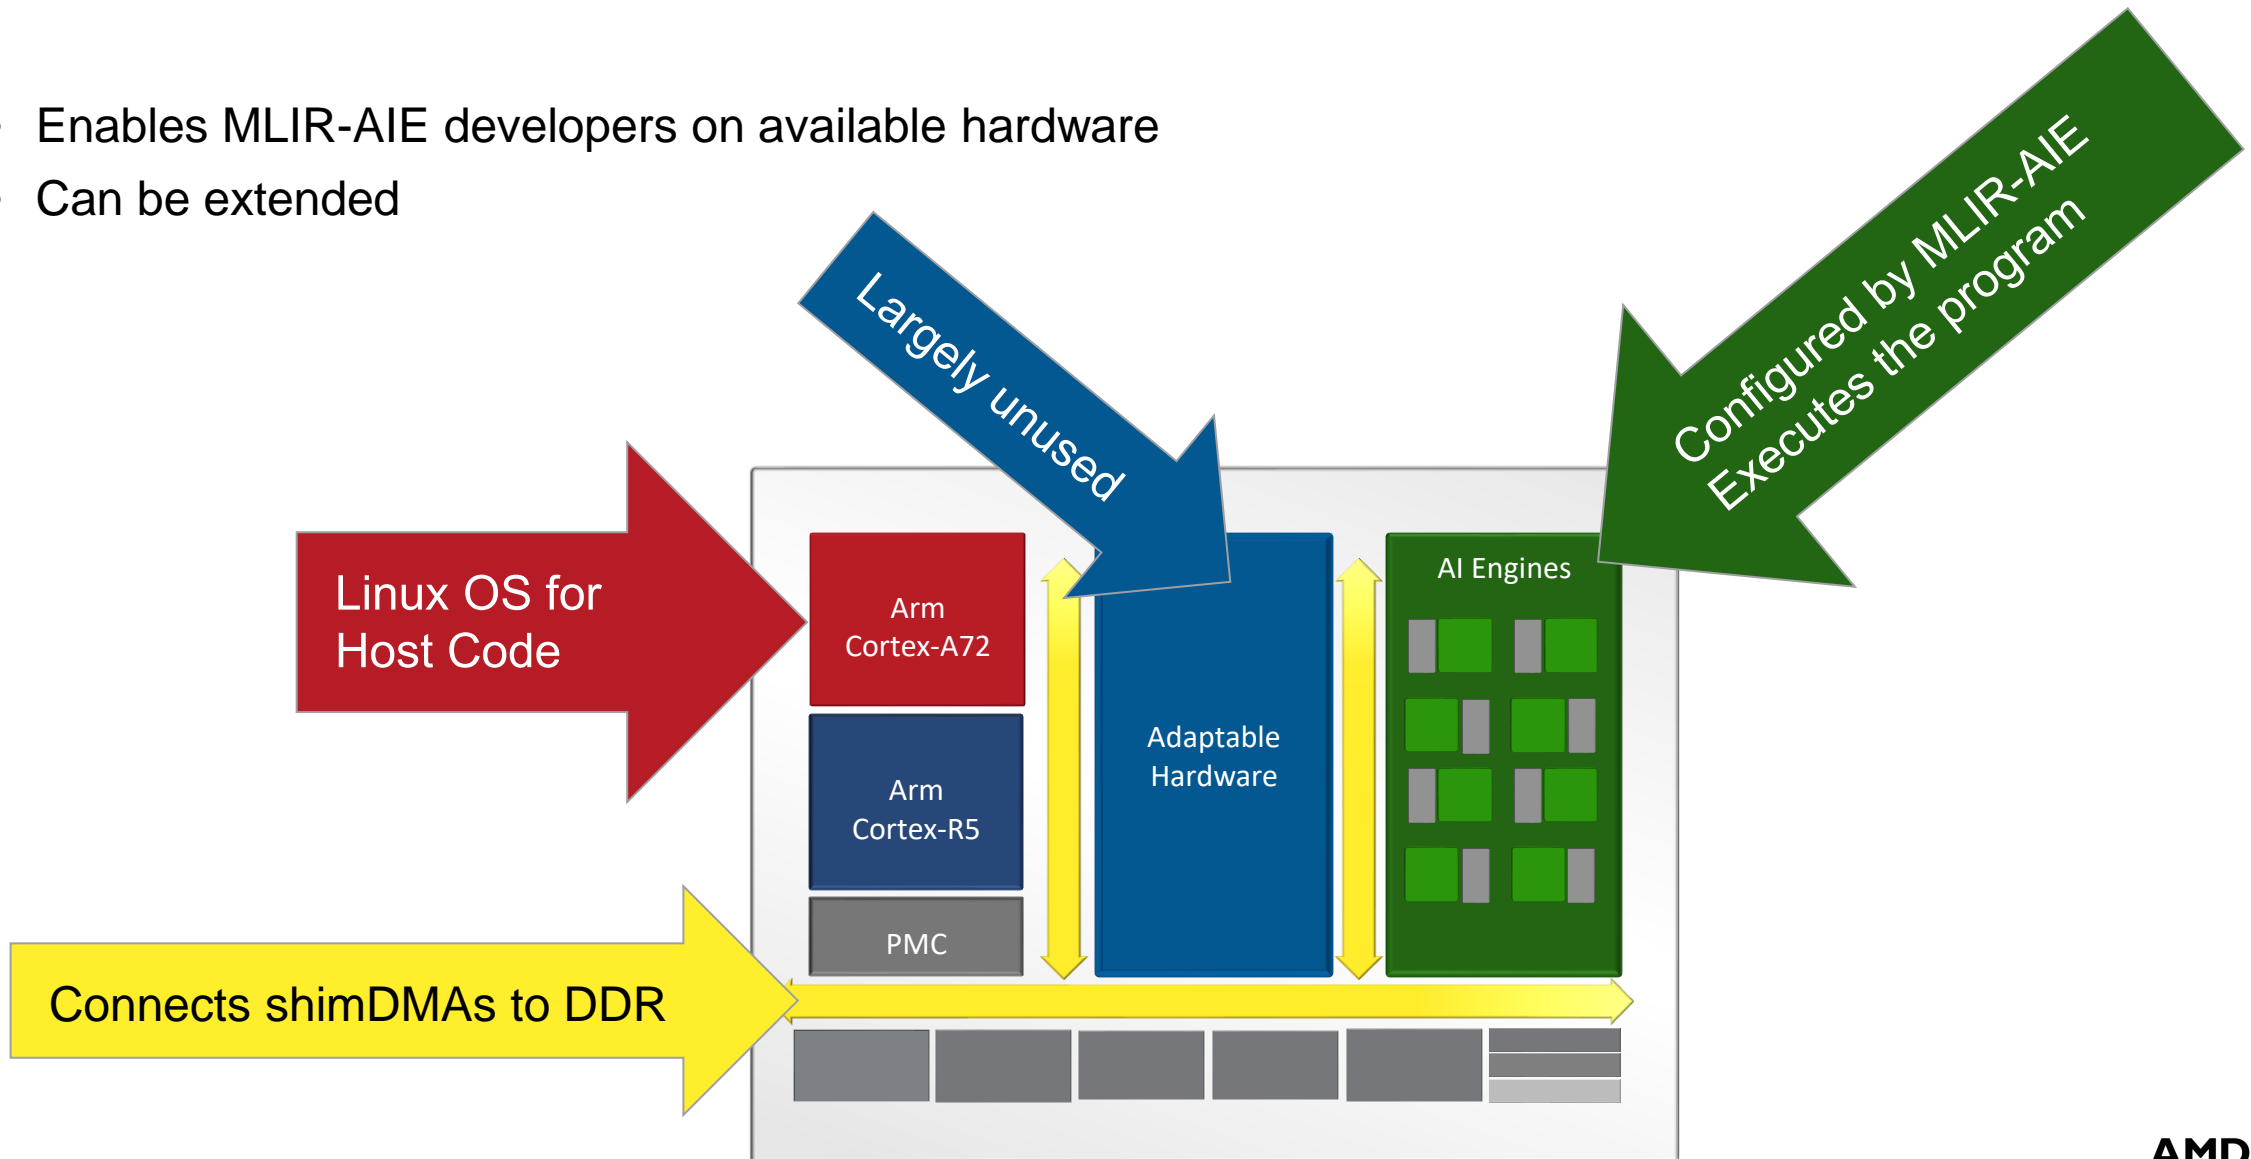 Enables MLIR-AIE developers on available hardware
Can be extended
Configured by MLIR-AIE
Executes the program
Largely unused
Linux OS for
Host Code
Arm
Cortex-A72
Arm
Cortex-R5
PMC
Adaptable
Hardware
AI Engines
Connects shimDMAs to DDR
AMD